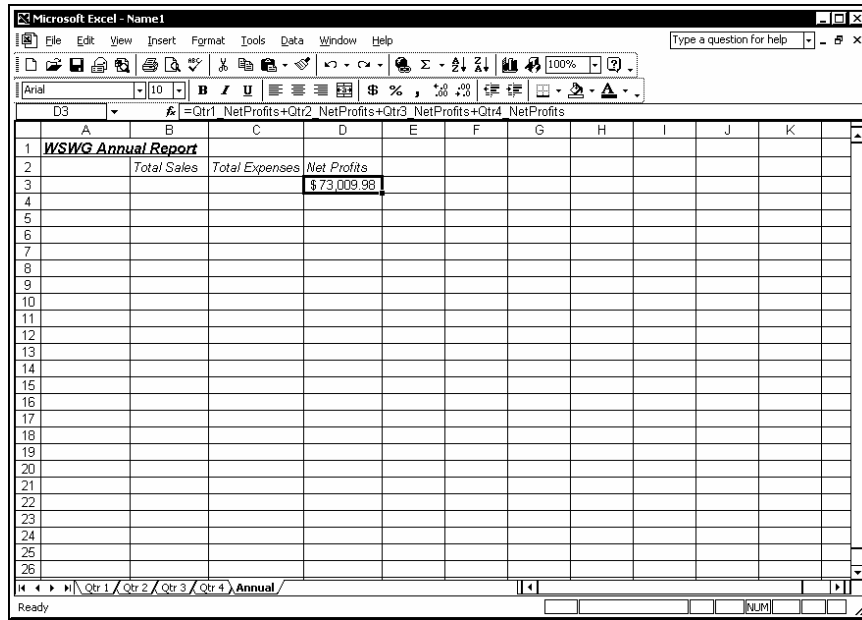 Microsoft Excel - Name1
File Edit View Insert Format Tools Data Window Help Type a question for help
100%
Arial 10 B I U $ % ,
D3 fx =Qtr1_NetProfits+Qtr2_NetProfits+Qtr3_NetProfits+Qtr4_NetProfits
A B C D E F G H I J K
1 WSWG Annual Report
2 Total Sales Total Expenses Net Profits
3 $73,009.98
4
5
6
7
8
9
10
11
12
13
14
15
16
17
18
19
20
21
22
23
24
25
26
Qtr 1 Qtr 2 Qtr 3 Qtr 4 Annual
Ready NUM